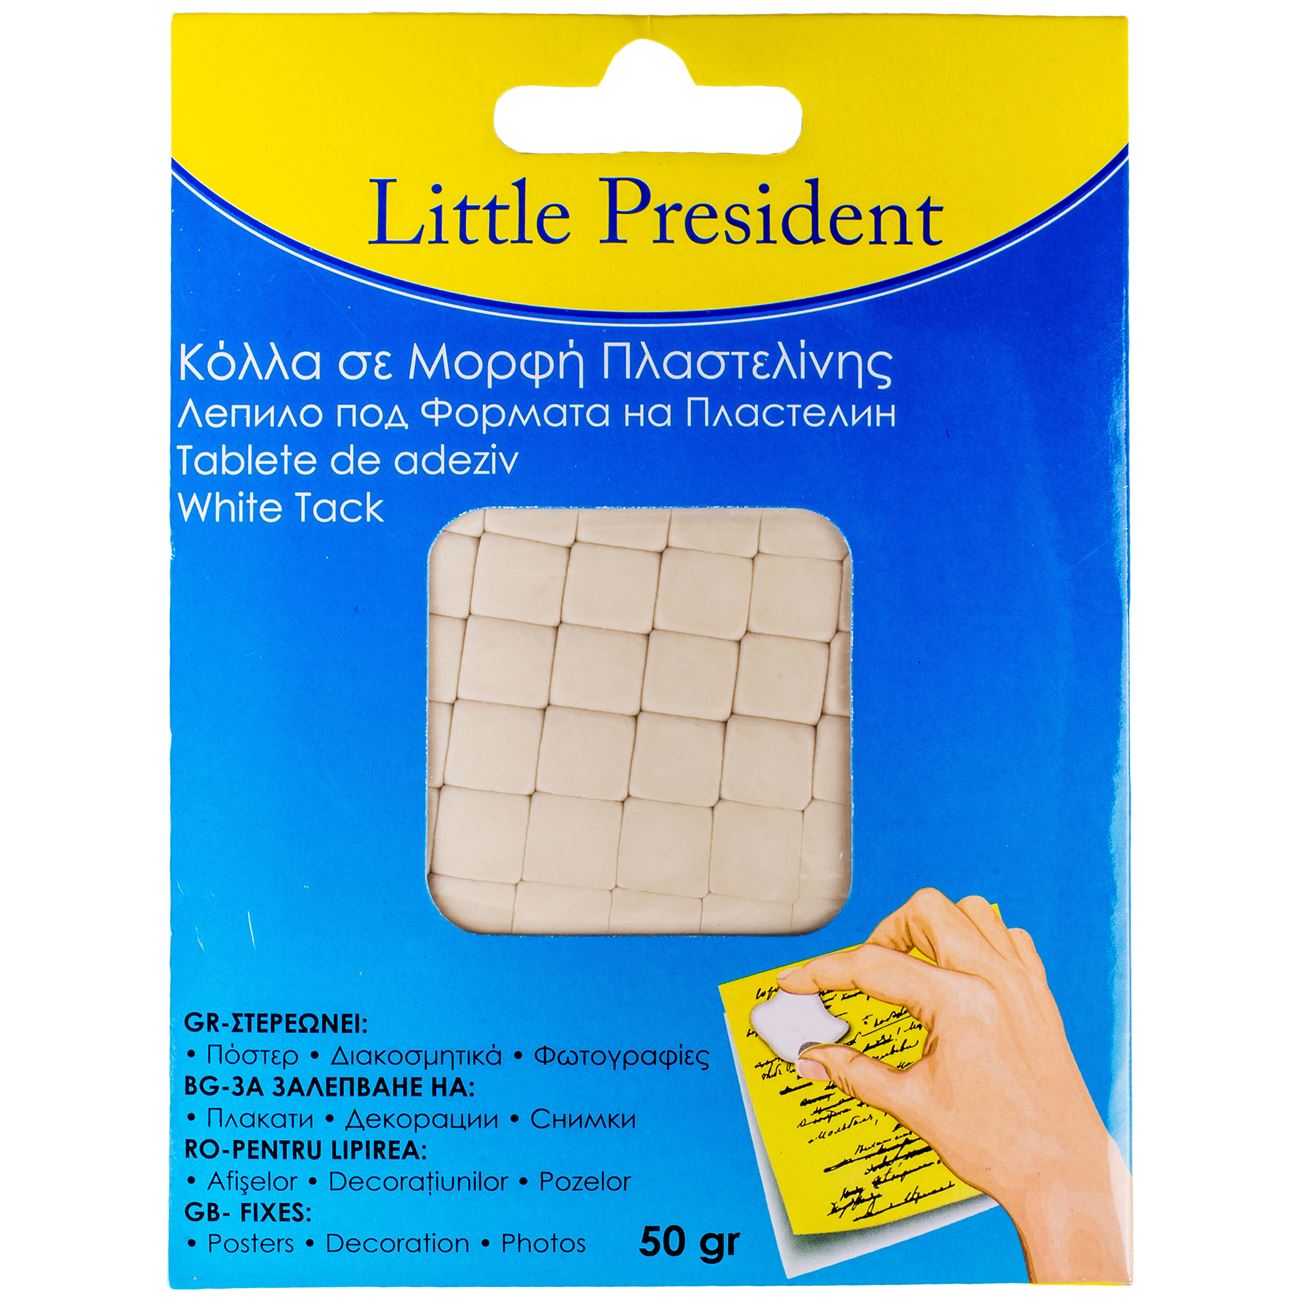 Little President
Κόλλα σε Μορφή Πλαστελίνης
Лепило под Формата на Пластелин
Tablete de adeziv
White Tack
GR-ΣΤΕΡΕΩΝΕΙ:
• Πόστερ • Διακοσμητικά • Φωτογραφίες
BG-ЗА ЗАЛЕПВАНЕ НА:
• Плакати • Декорации • Снимки
RO-PENTRU LIPIREA:
• Afişelor • Decoraţiunilor • Pozelor
GB- FIXES:
• Posters • Decoration • Photos
50 gr